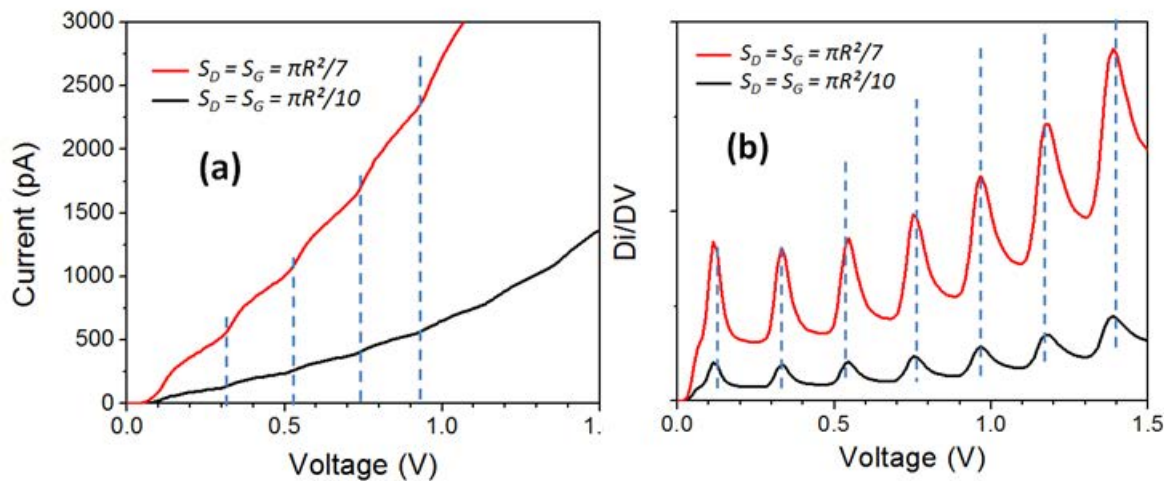 3000
2500
2000
1500
1000
500
0
Current (pA)
S_D = S_G = πR²/7
S_D = S_G = πR²/10
(a)
0.0 0.5 1.0 1.
Voltage (V)
Di/DV
S_D = S_G = πR²/7
S_D = S_G = πR²/10
(b)
0.0 0.5 1.0 1.5
Voltage (V)